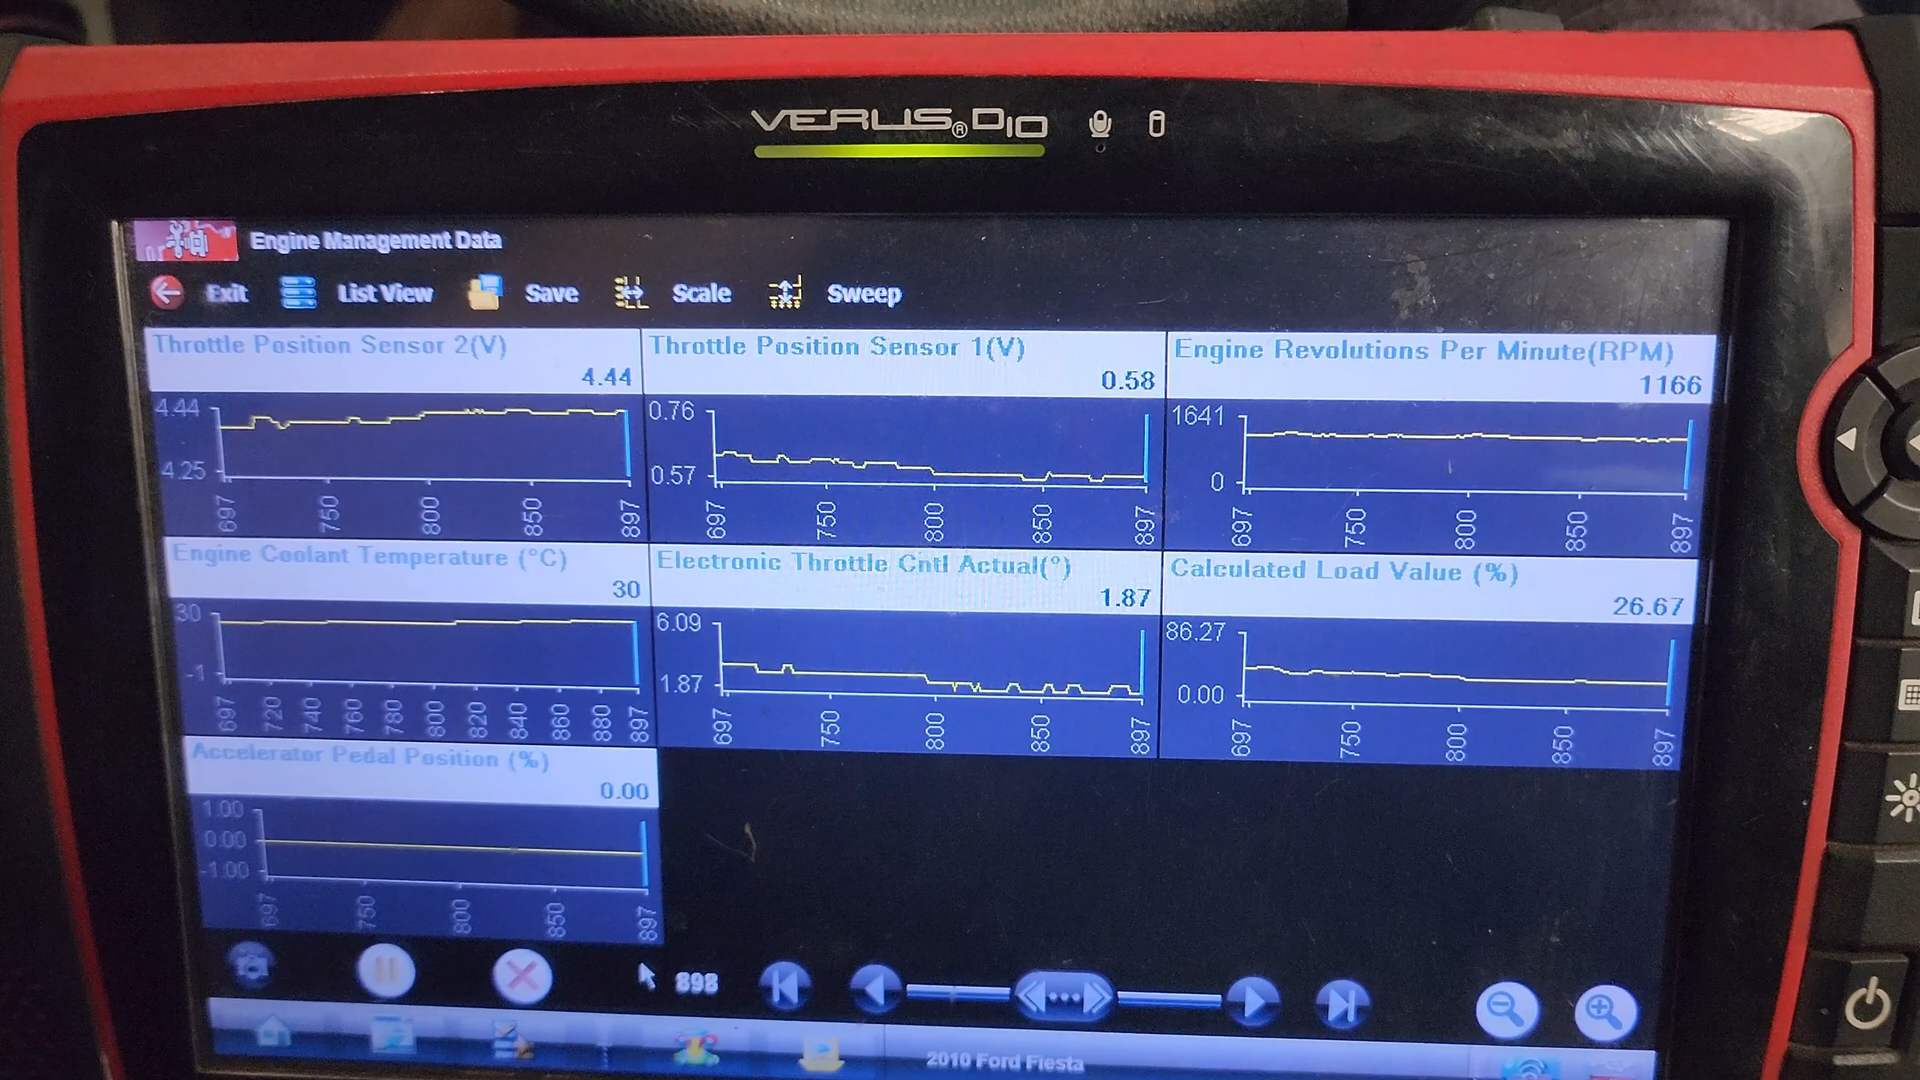 VERUS® D10
Engine Management Data
Exit List View Save Scale Sweep
Throttle Position Sensor 2(V)
4.44
4.44
4.25
697 750 800 850 897
Throttle Position Sensor 1(V)
0.58
0.76
0.57
697 750 800 850 897
Engine Revolutions Per Minute(RPM)
1166
1641
0
697 750 800 850 897
Engine Coolant Temperature (°C)
30
30
-1
697 720 740 760 780 800 820 840 860 880 897
Electronic Throttle Cntl Actual(°)
1.87
6.09
1.87
697 750 800 850 897
Calculated Load Value (%)
26.67
86.27
0.00
697 750 800 850 897
Accelerator Pedal Position (%)
0.00
1.00
0.00
-1.00
697 750 800 850 897
898
2010 Ford Fiesta